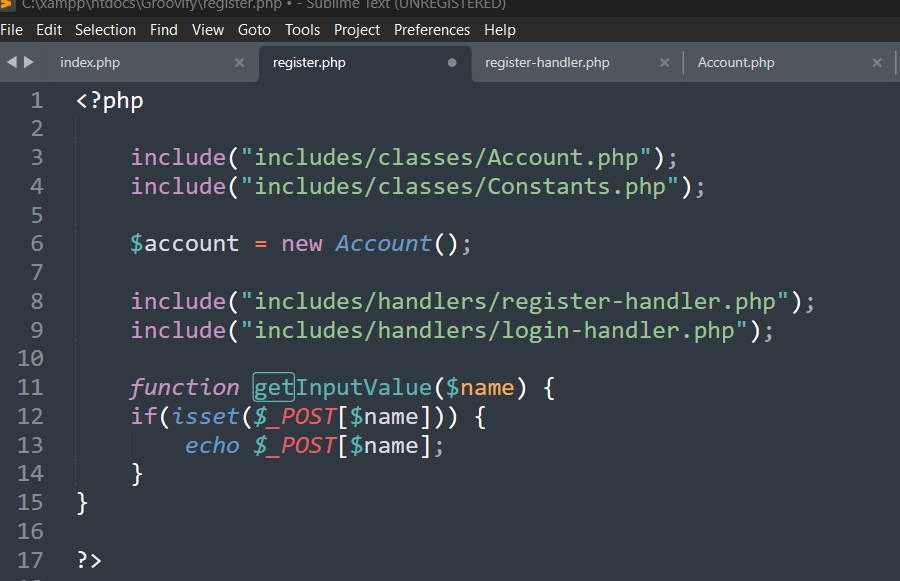 C:\xampp\htdocs\Groovify\register.php • - Sublime Text (UNREGISTERED)
File Edit Selection Find View Goto Tools Project Preferences Help
index.php × register.php register-handler.php × Account.php ×
1 <?php
2
3 include("includes/classes/Account.php");
4 include("includes/classes/Constants.php");
5
6 $account = new Account();
7
8 include("includes/handlers/register-handler.php");
9 include("includes/handlers/login-handler.php");
10
11 function getInputValue($name) {
12 if(isset($_POST[$name])) {
13 echo $_POST[$name];
14 }
15 }
16
17 ?>